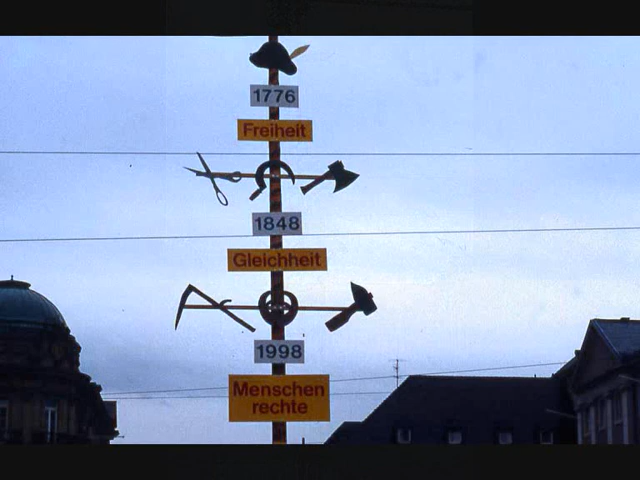 1776
Freiheit
1848
Gleichheit
1998
Menschen
rechte